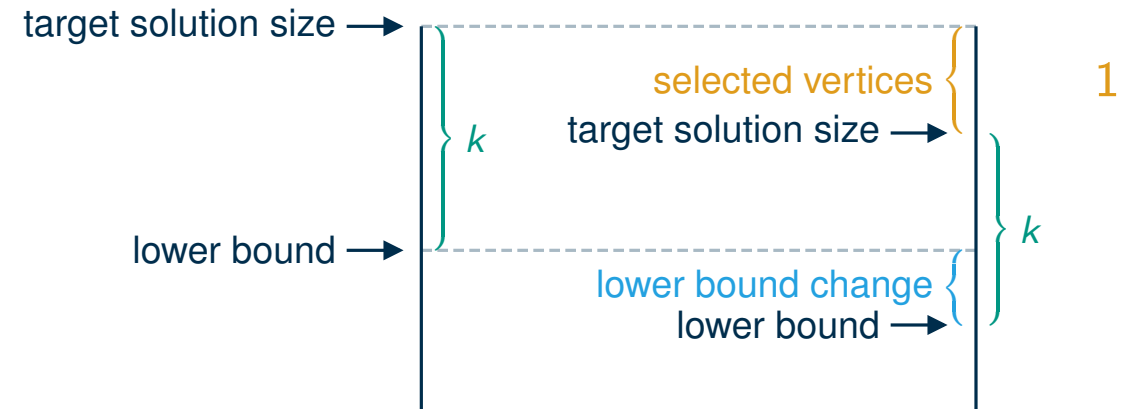 target solution size
selected vertices
1
target solution size
k
k
lower bound
lower bound change
lower bound